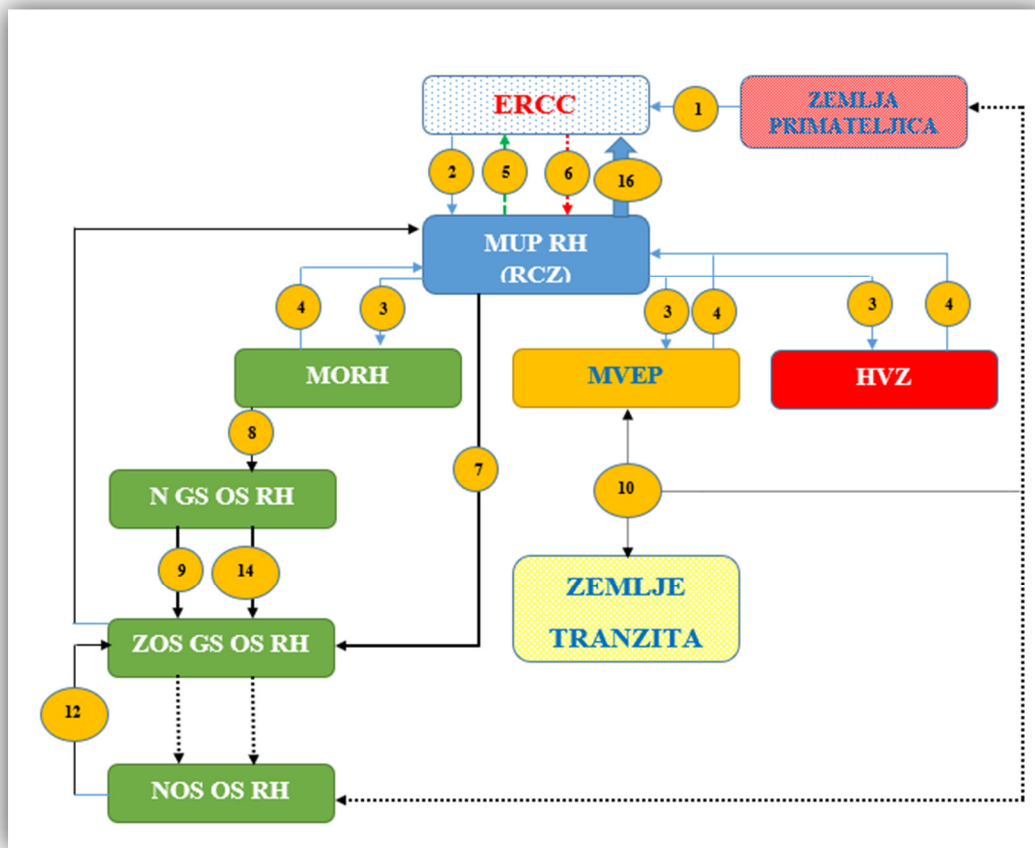 ERCC
1
ZEMLJA
PRIMATELJICA
2
5
6
16
MUP RH
(RCZ)
4
3
3
4
3
4
MORH
MVEP
HVZ
8
7
10
N GS OS RH
9
14
ZEMLJE
TRANZITA
ZOS GS OS RH
12
NOS OS RH